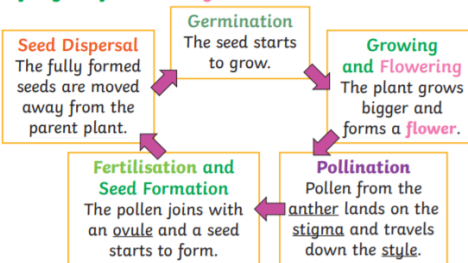 Germination
The seed starts
to grow.
Growing
and Flowering
The plant grows
bigger and
forms a flower.
Pollination
Pollen from the
anther lands on the
stigma and travels
down the style.
Fertilisation and
Seed Formation
The pollen joins with
an ovule and a seed
starts to form.
Seed Dispersal
The fully formed
seeds are moved
away from the
parent plant.